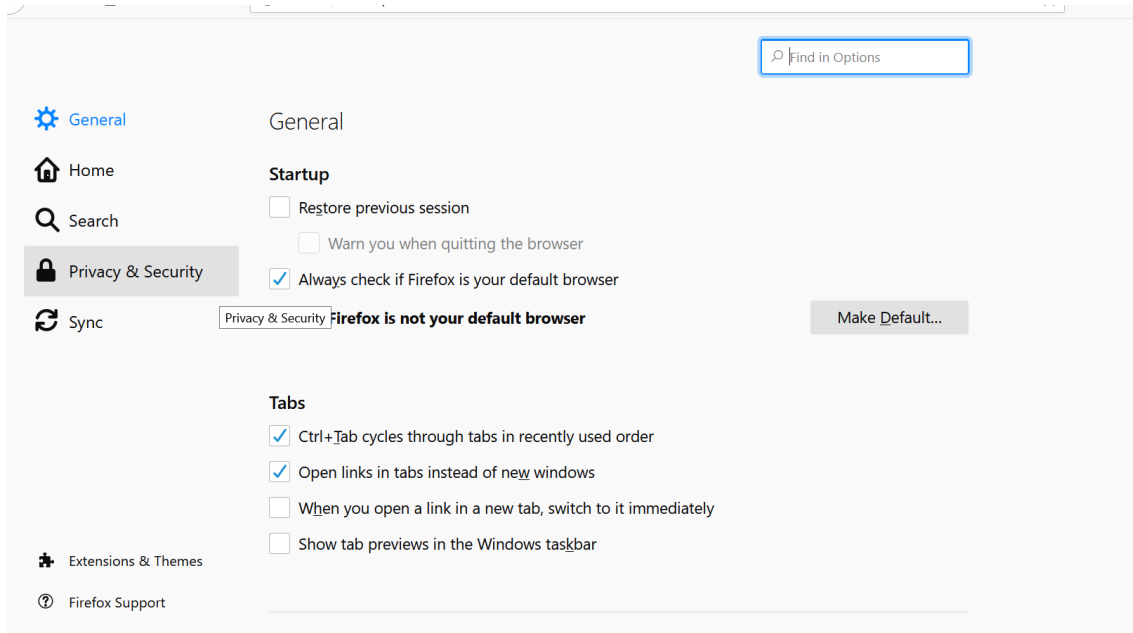 Find in Options
General
Home
Search
Privacy & Security
Sync
Extensions & Themes
Firefox Support
General
Startup
Restore previous session
Warn you when quitting the browser
Always check if Firefox is your default browser
Privacy & Security
Firefox is not your default browser
Make Default...
Tabs
Ctrl+Tab cycles through tabs in recently used order
Open links in tabs instead of new windows
When you open a link in a new tab, switch to it immediately
Show tab previews in the Windows taskbar